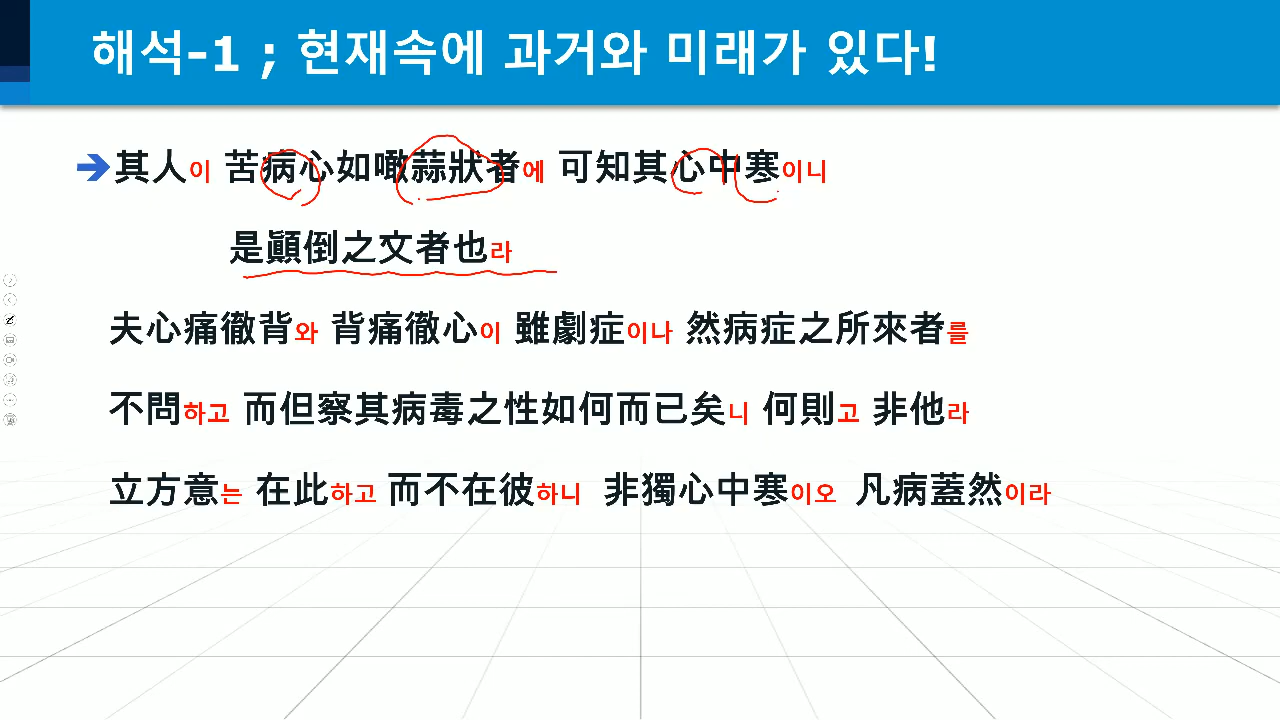 해석-1 ; 현재속에 과거와 미래가 있다!
其人이 苦病心如噉蒜狀者에 可知其心中寒이니
是顚倒之文者也라
夫心痛徹背와 背痛徹心이 雖劇症이나 然病症之所來者를
不問하고 而但察其病毒之性如何而已矣니 何則고 非他라
立方意는 在此하고 而不在彼하니 非獨心中寒이오 凡病蓋然이라